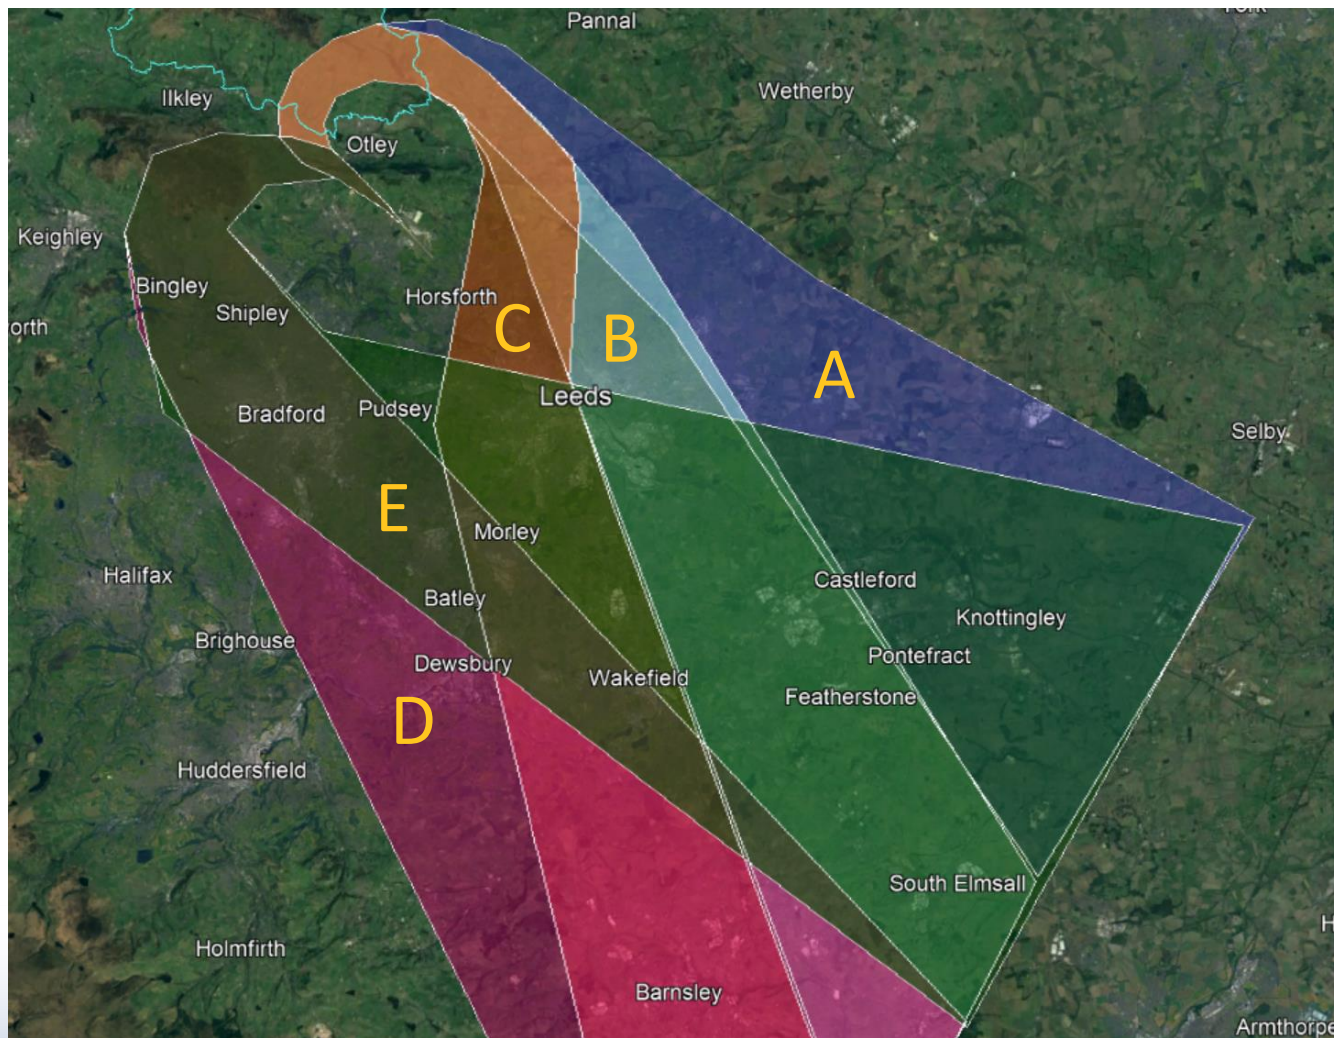 Pannal
Wetherby
Ilkley
Otley
Keighley
Bingley
Horsforth
Shipley
orth
C
B
A
Leeds
Bradford
Pudsey
Selby
E
Morley
Halifax
Castleford
Batley
Knottingley
Brighouse
Dewsbury
Pontefract
Wakefield
Featherstone
D
Huddersfield
South Elmsall
Holmfirth
Barnsley
H
Armthorpe